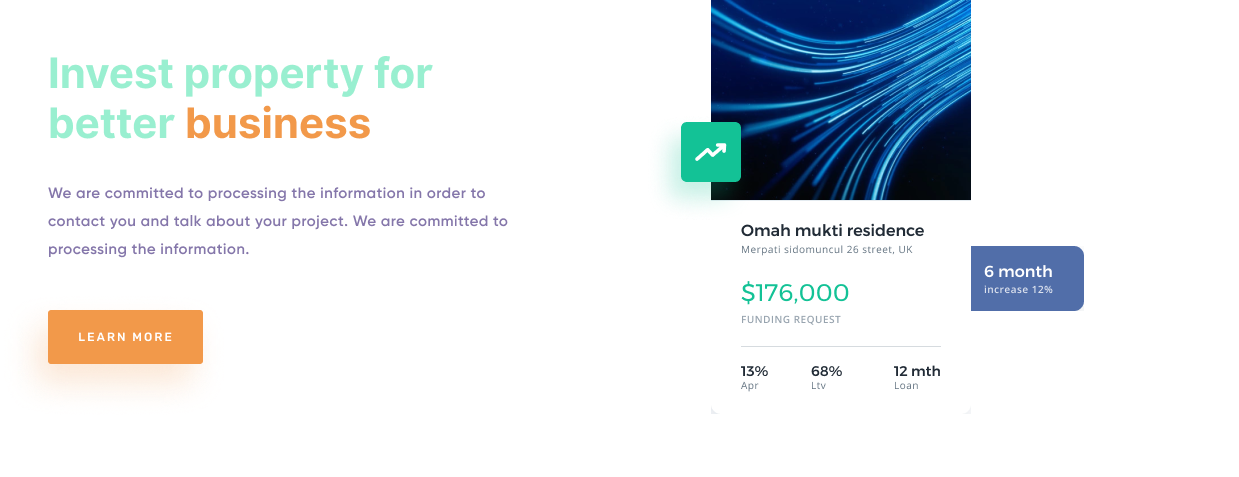 Invest property for
better business
We are committed to processing the information in order to
contact you and talk about your project. We are committed to
processing the information.
LEARN MORE
Omah mukti residence
Merpati sidomuncul 26 street, UK
$176,000
FUNDING REQUEST
13%
Apr
68%
Ltv
12 mth
Loan
6 month
increase 12%